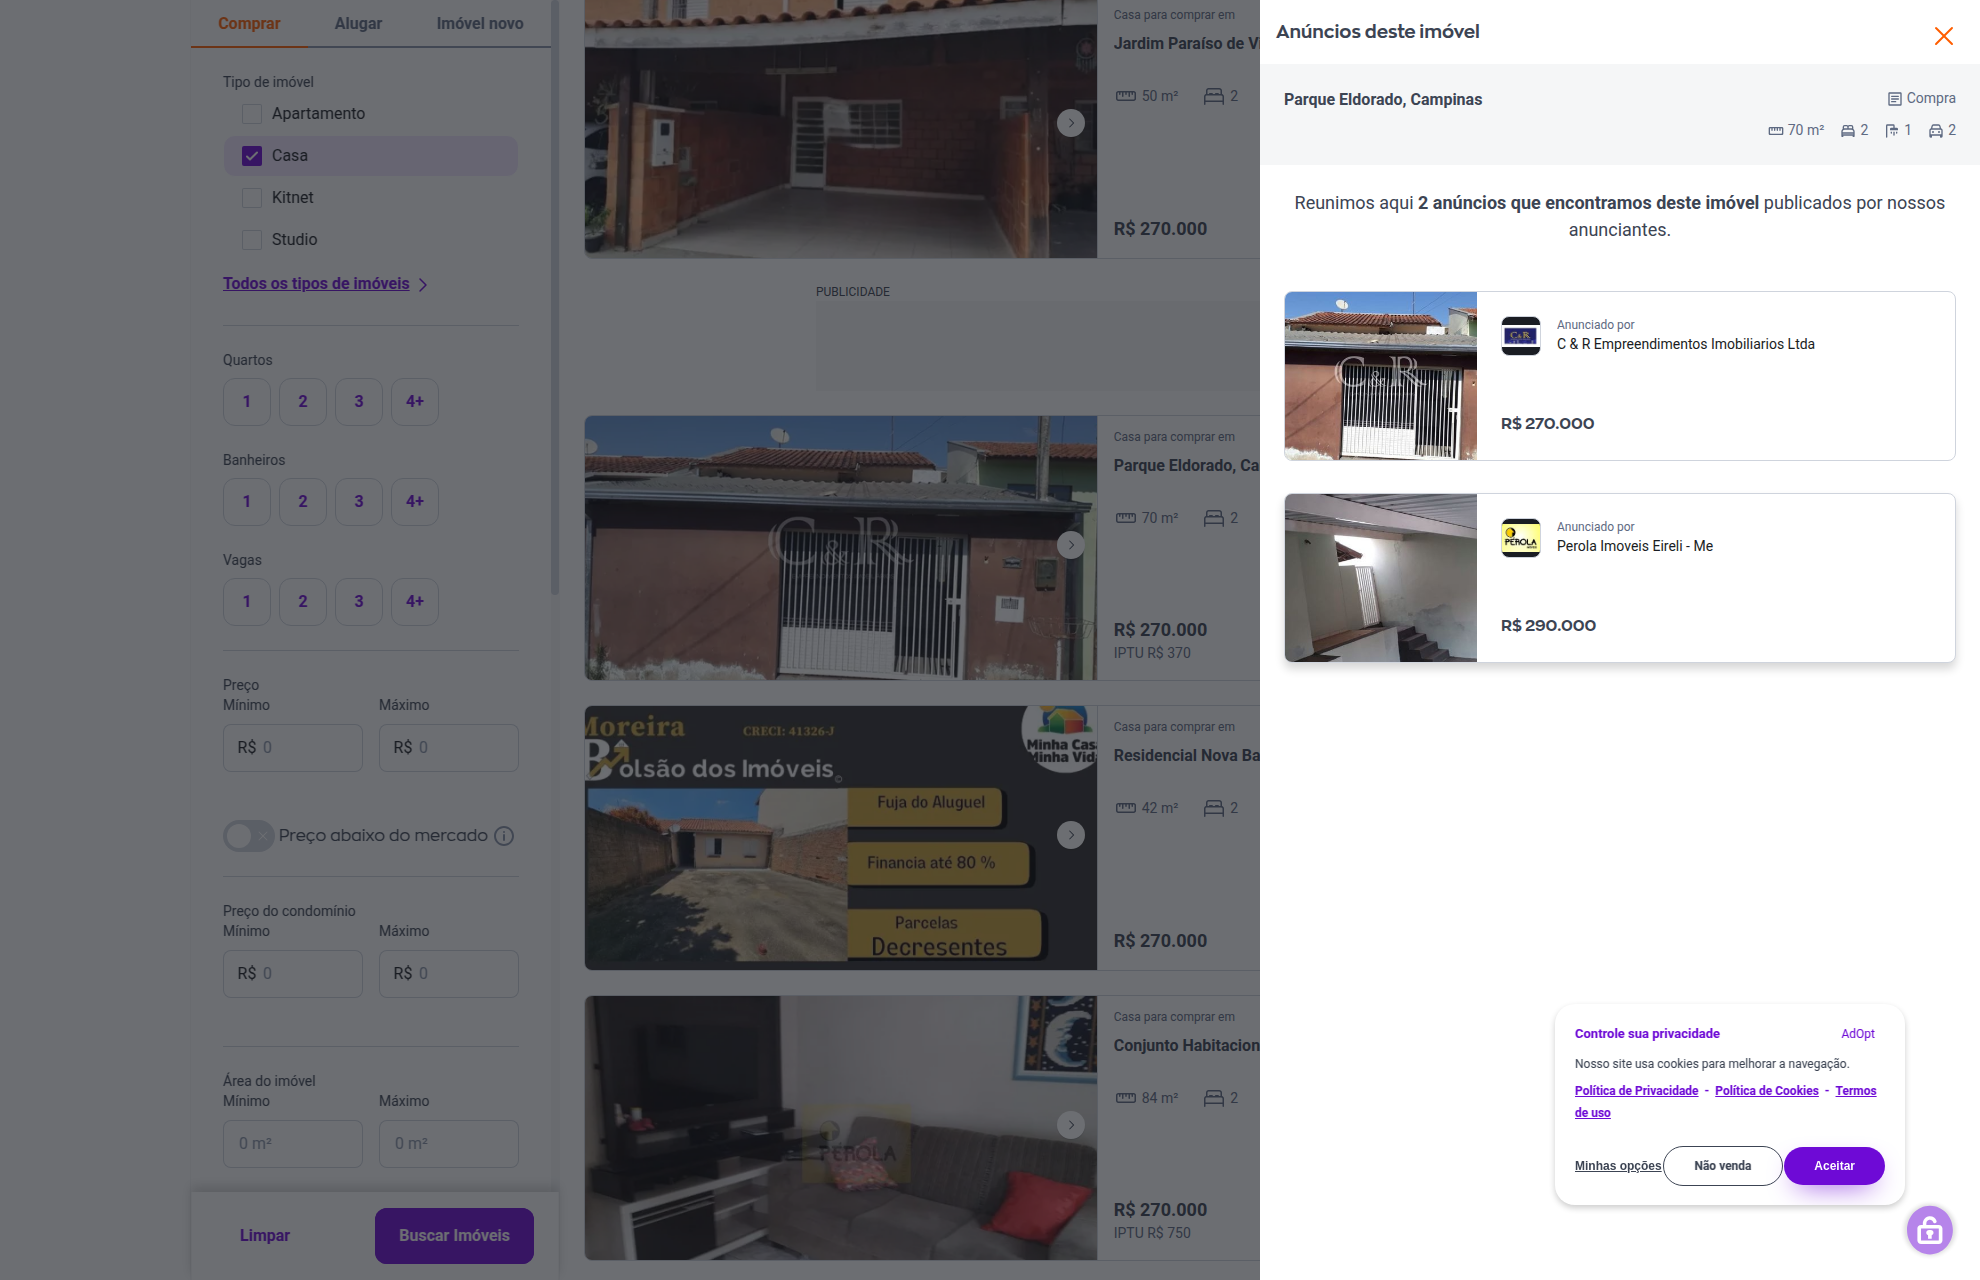 Comprar
Alugar
Imóvel novo
Tipo de imóvel
Apartamento
Casa
Kitnet
Studio
Todos os tipos de imóveis
Quartos
1
2
3
4+
Banheiros
1
2
3
4+
Vagas
1
2
3
4+
Preço
Mínimo
Máximo
R$ 0
R$ 0
Preço abaixo do mercado
Preço do condomínio
Mínimo
Máximo
R$ 0
R$ 0
Área do imóvel
Mínimo
Máximo
0 m²
0 m²
Limpar
Buscar Imóveis
Casa para comprar em
Jardim Paraíso de Vi
50 m²
2
R$ 270.000
PUBLICIDADE
C&R
Casa para comprar em
Parque Eldorado, Ca
70 m²
2
R$ 270.000
IPTU R$ 370
Moreira
CRECI: 41326-J
Bolsão dos Imóveis
Minha Casa
Minha Vida
Fuja do Aluguel
Financia até 80 %
Parcelas
Decresentes
Casa para comprar em
Residencial Nova Ba
42 m²
2
R$ 270.000
PEROLA
Casa para comprar em
Conjunto Habitacion
84 m²
2
R$ 270.000
IPTU R$ 750
Anúncios deste imóvel
Parque Eldorado, Campinas
Compra
70 m²
2
1
2
Reunimos aqui 2 anúncios que encontramos deste imóvel publicados por nossos
anunciantes.
C&R
C&R
Anunciado por
C & R Empreendimentos Imobiliarios Ltda
R$ 270.000
PEROLA
Anunciado por
Perola Imoveis Eireli - Me
R$ 290.000
Controle sua privacidade
AdOpt
Nosso site usa cookies para melhorar a navegação.
Política de Privacidade - Política de Cookies - Termos
de uso
Minhas opções
Não venda
Aceitar